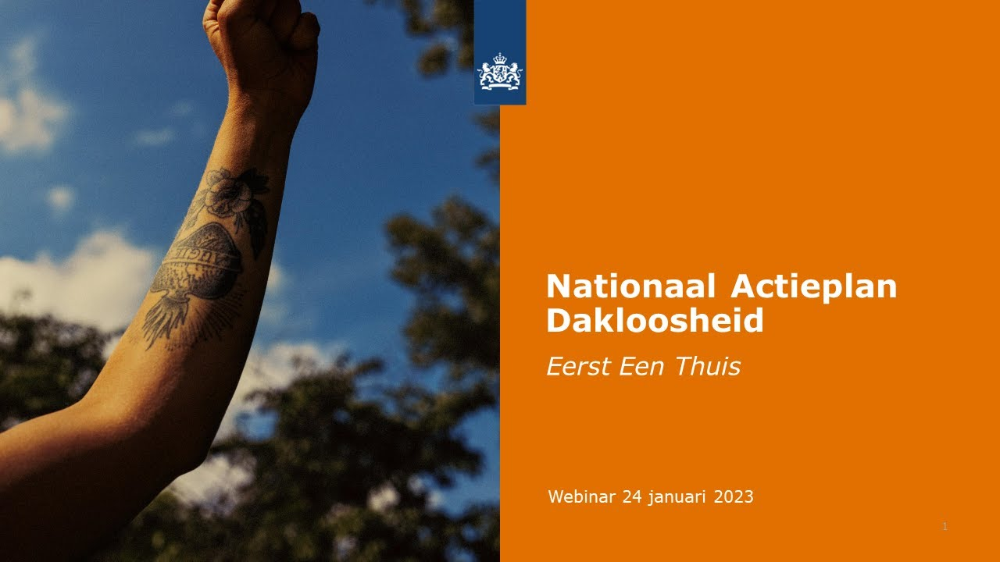 Nationaal Actieplan
Dakloosheid
Eerst Een Thuis
Webinar 24 januari 2023
1